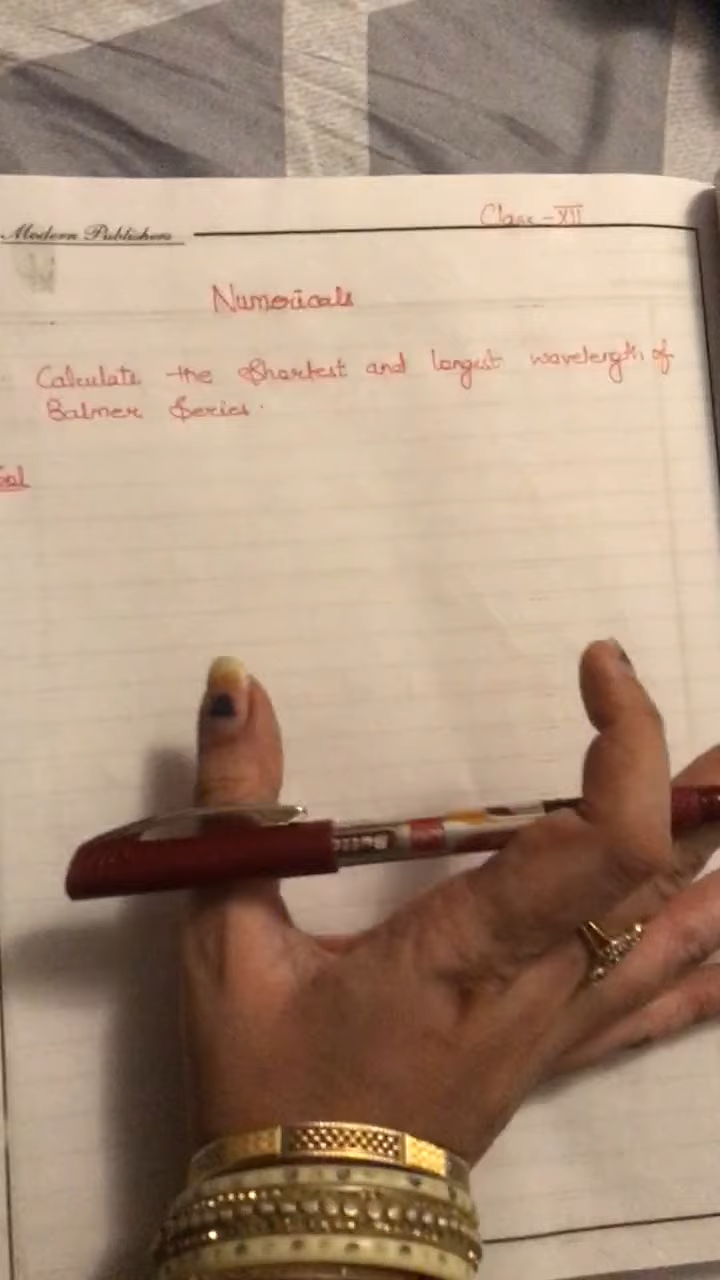 Class - XII
Modern Publishers
Numericals
Calculate the Shortest and longest wavelength of
Balmer Series.
Sol